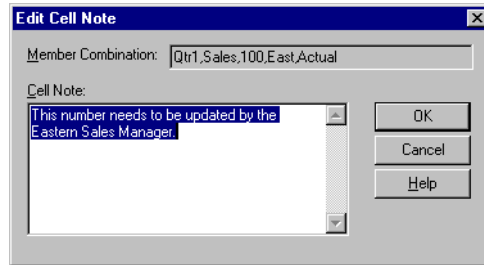 Edit Cell Note
Member Combination: Qtr1,Sales,100,East,Actual
Cell Note:
This number needs to be updated by the
Eastern Sales Manager.
OK
Cancel
Help